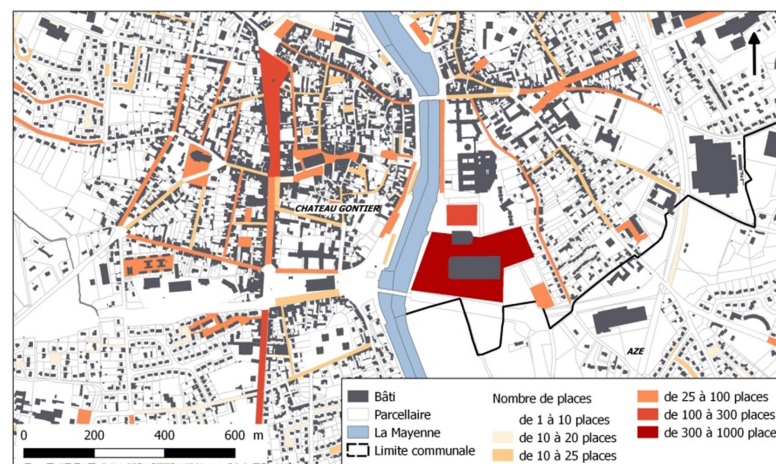 CHATEAU GONTIER
AZE
0 200 400 600 m
Bâti
Parcellaire
La Mayenne
Limite communale
Nombre de places
de 1 à 10 places
de 10 à 20 places
de 10 à 25 places
de 25 à 100 places
de 100 à 300 places
de 300 à 1000 places